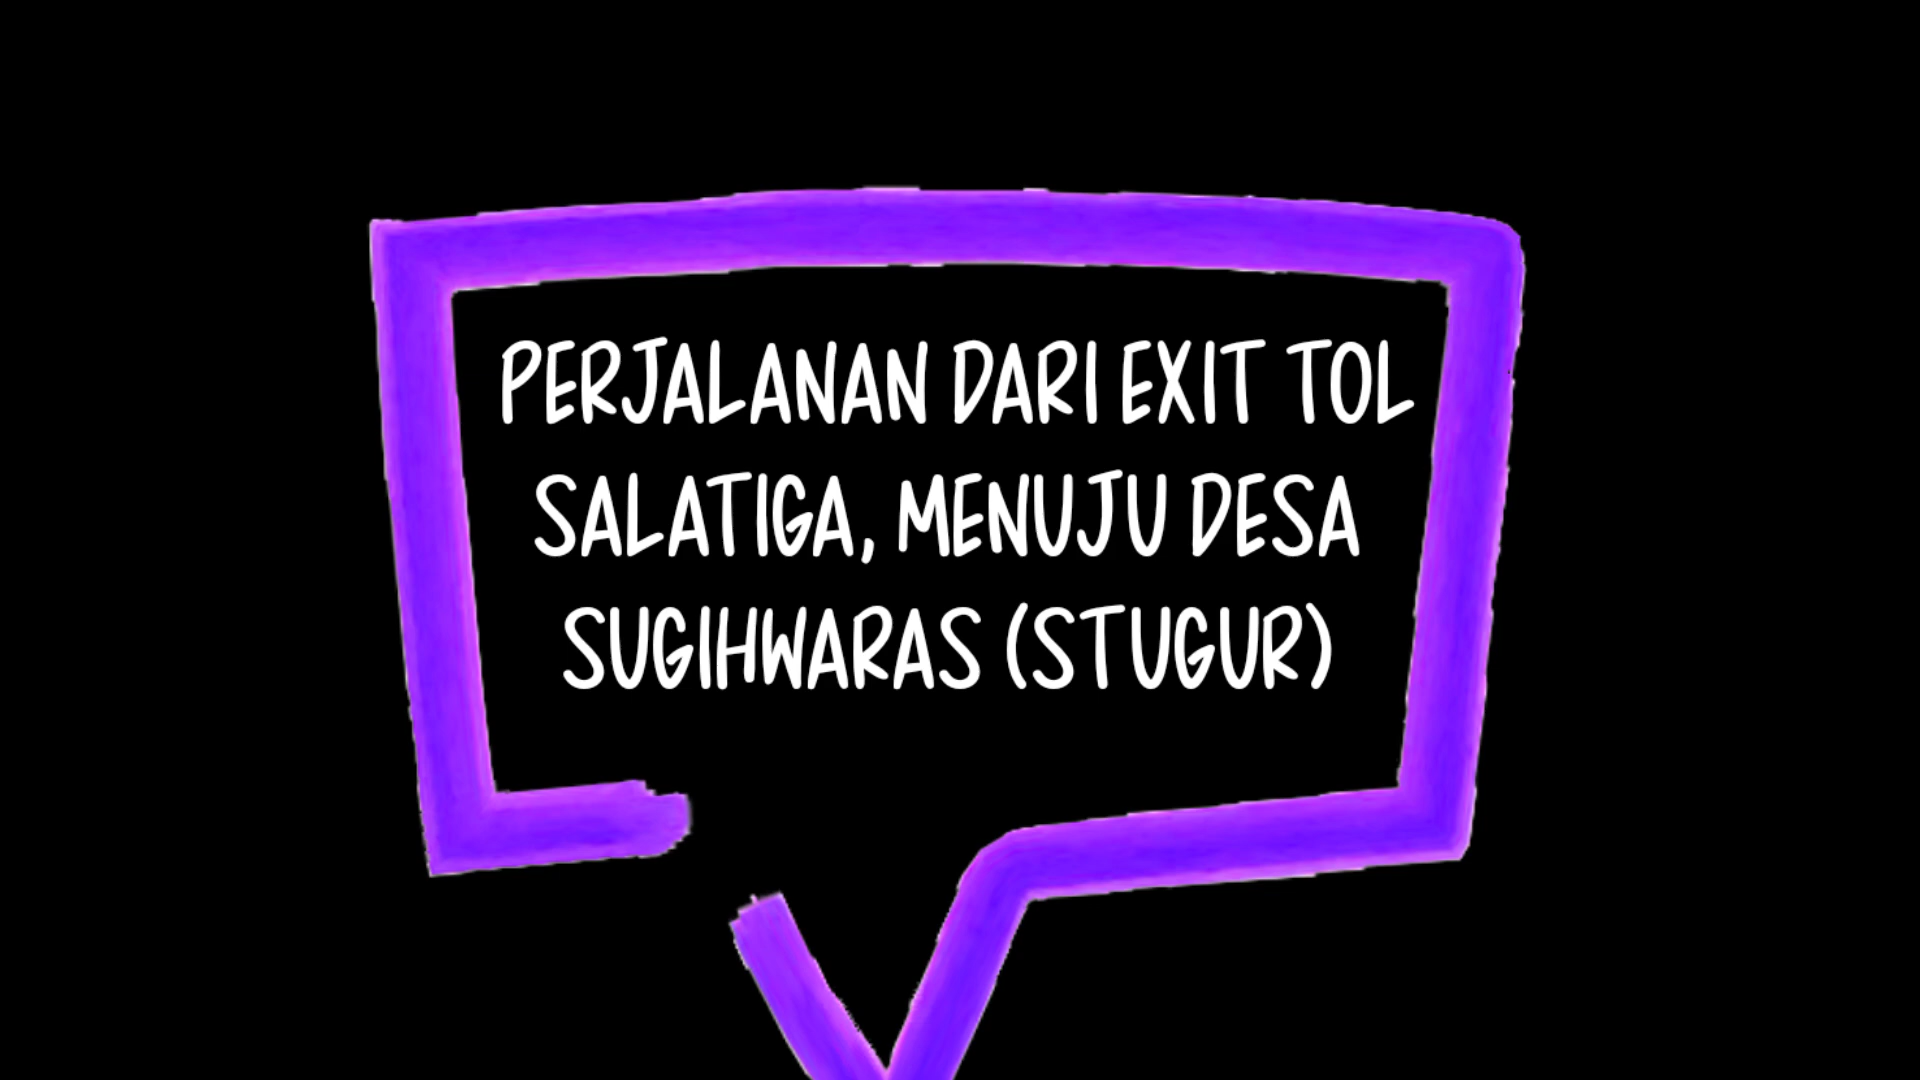 PERJALANAN DARI EXIT TOL
SALATIGA, MENUJU DESA
SUGIHWARAS (STUGUR)